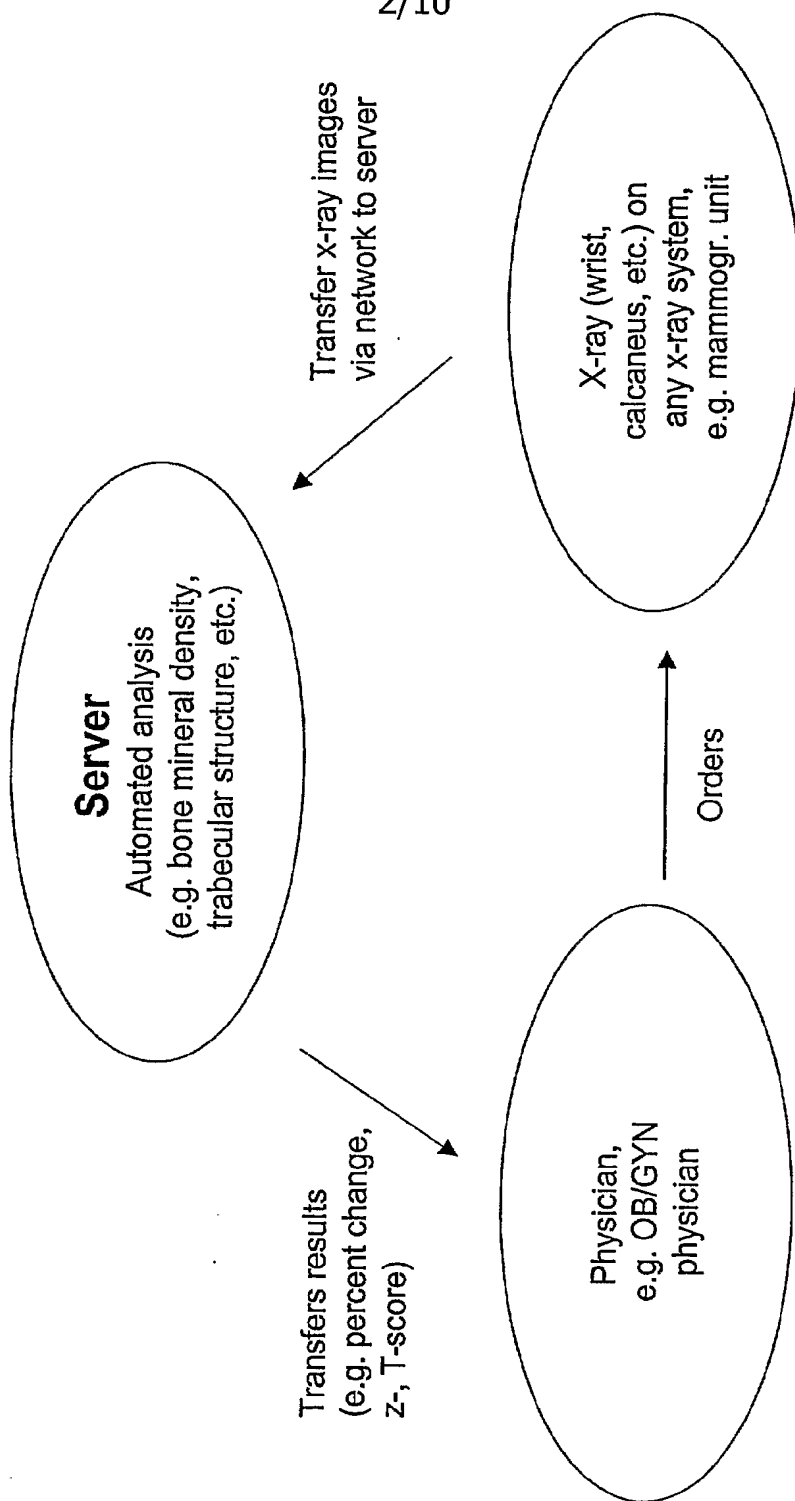 2/10
Server
Automated analysis
(e.g. bone mineral density,
trabecular structure, etc.)
Transfers results
(e.g. percent change,
z-, T-score)
Transfer x-ray images
via network to server
Physician,
e.g. OB/GYN
physician
Orders
X-ray (wrist,
calcaneus, etc.) on
any x-ray system,
e.g. mammogr. unit